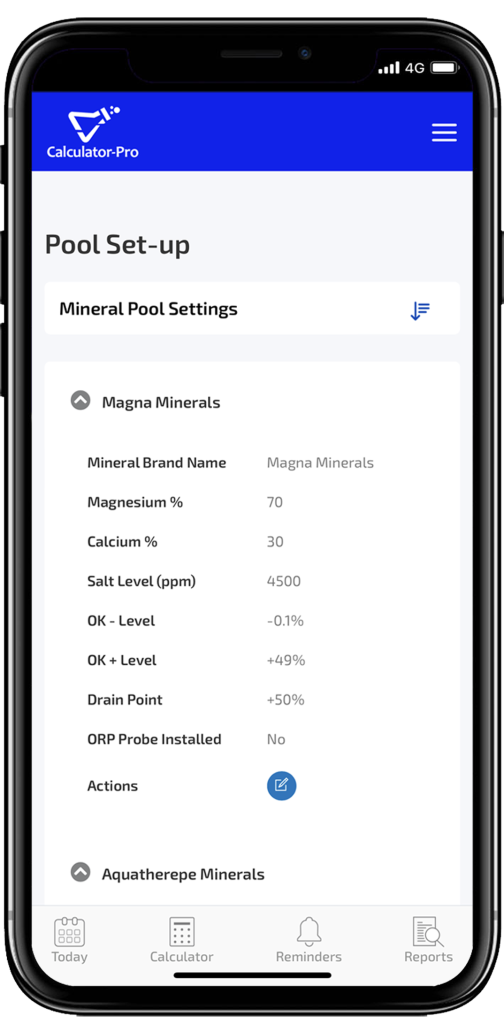 4G
Calculator-Pro
Pool Set-up
Mineral Pool Settings
Magna Minerals
Mineral Brand Name Magna Minerals
Magnesium % 70
Calcium % 30
Salt Level (ppm) 4500
OK - Level -0.1%
OK + Level +49%
Drain Point +50%
ORP Probe Installed No
Actions
Aquatherepe Minerals
Today Calculator Reminders Reports